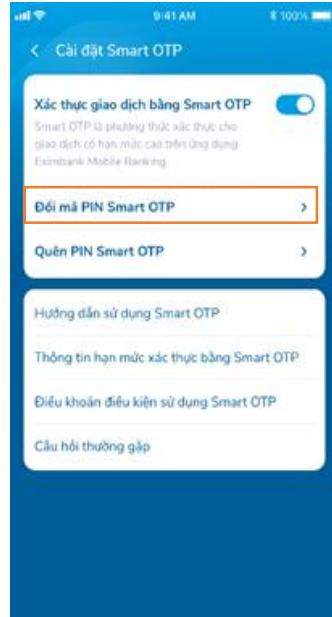 9:41 AM 100%
Cài đặt Smart OTP
Xác thực giao dịch bằng Smart OTP
Smart OTP là phương thức xác thực cho
giao dịch có hạn mức cao trên ứng dụng
Eximbank Mobile Banking.
Đổi mã PIN Smart OTP
Quên PIN Smart OTP
Hướng dẫn sử dụng Smart OTP
Thông tin hạn mức xác thực bằng Smart OTP
Điều khoản điều kiện sử dụng Smart OTP
Câu hỏi thường gặp